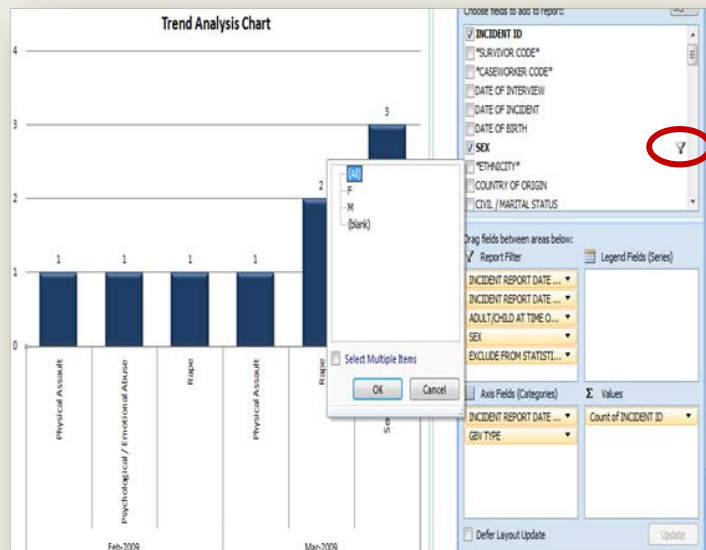 Trend Analysis Chart
4
3
2
1
0
1
1
1
1
2
3
Physical Assault
Psychological / Emotional Abuse
Rape
Physical Assault
Rape
Feb-2009
Mar-2009
(All)
F
M
(blank)
Select Multiple Items
OK
Cancel
Choose fields to add to report:
INCIDENT ID
*SURVIVOR CODE*
*CASEWORKER CODE*
DATE OF INTERVIEW
DATE OF INCIDENT
DATE OF BIRTH
SEX
*ETHNICITY*
COUNTRY OF ORIGIN
CIVIL / MARITAL STATUS
Drag fields between areas below:
Report Filter
INCIDENT REPORT DATE ...
INCIDENT REPORT DATE ...
ADULT/CHILD AT TIME O...
SEX
EXCLUDE FROM STATISTI...
Legend Fields (Series)
Axis Fields (Categories)
INCIDENT REPORT DATE ...
GBV TYPE
Σ Values
Count of INCIDENT ID
Defer Layout Update
Update